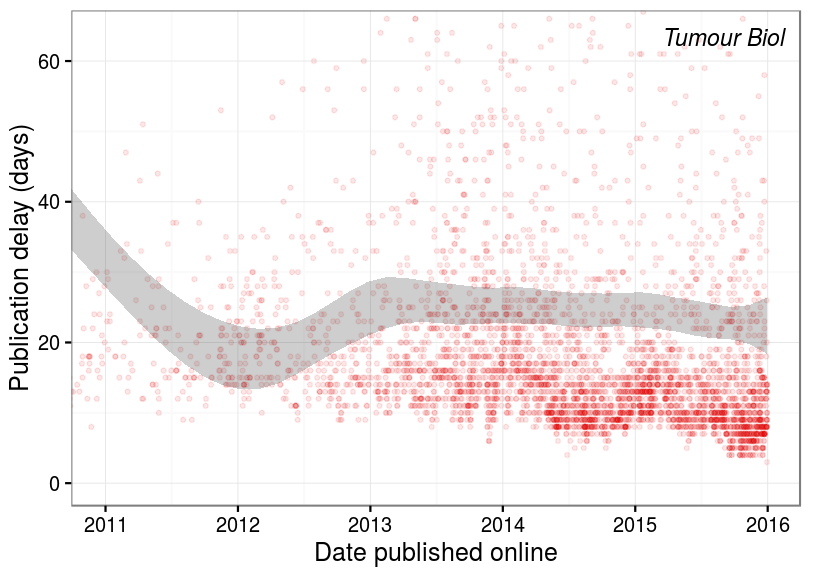 Tumour Biol
60
40
20
0
Publication delay (days)
2011 2012 2013 2014 2015 2016
Date published online